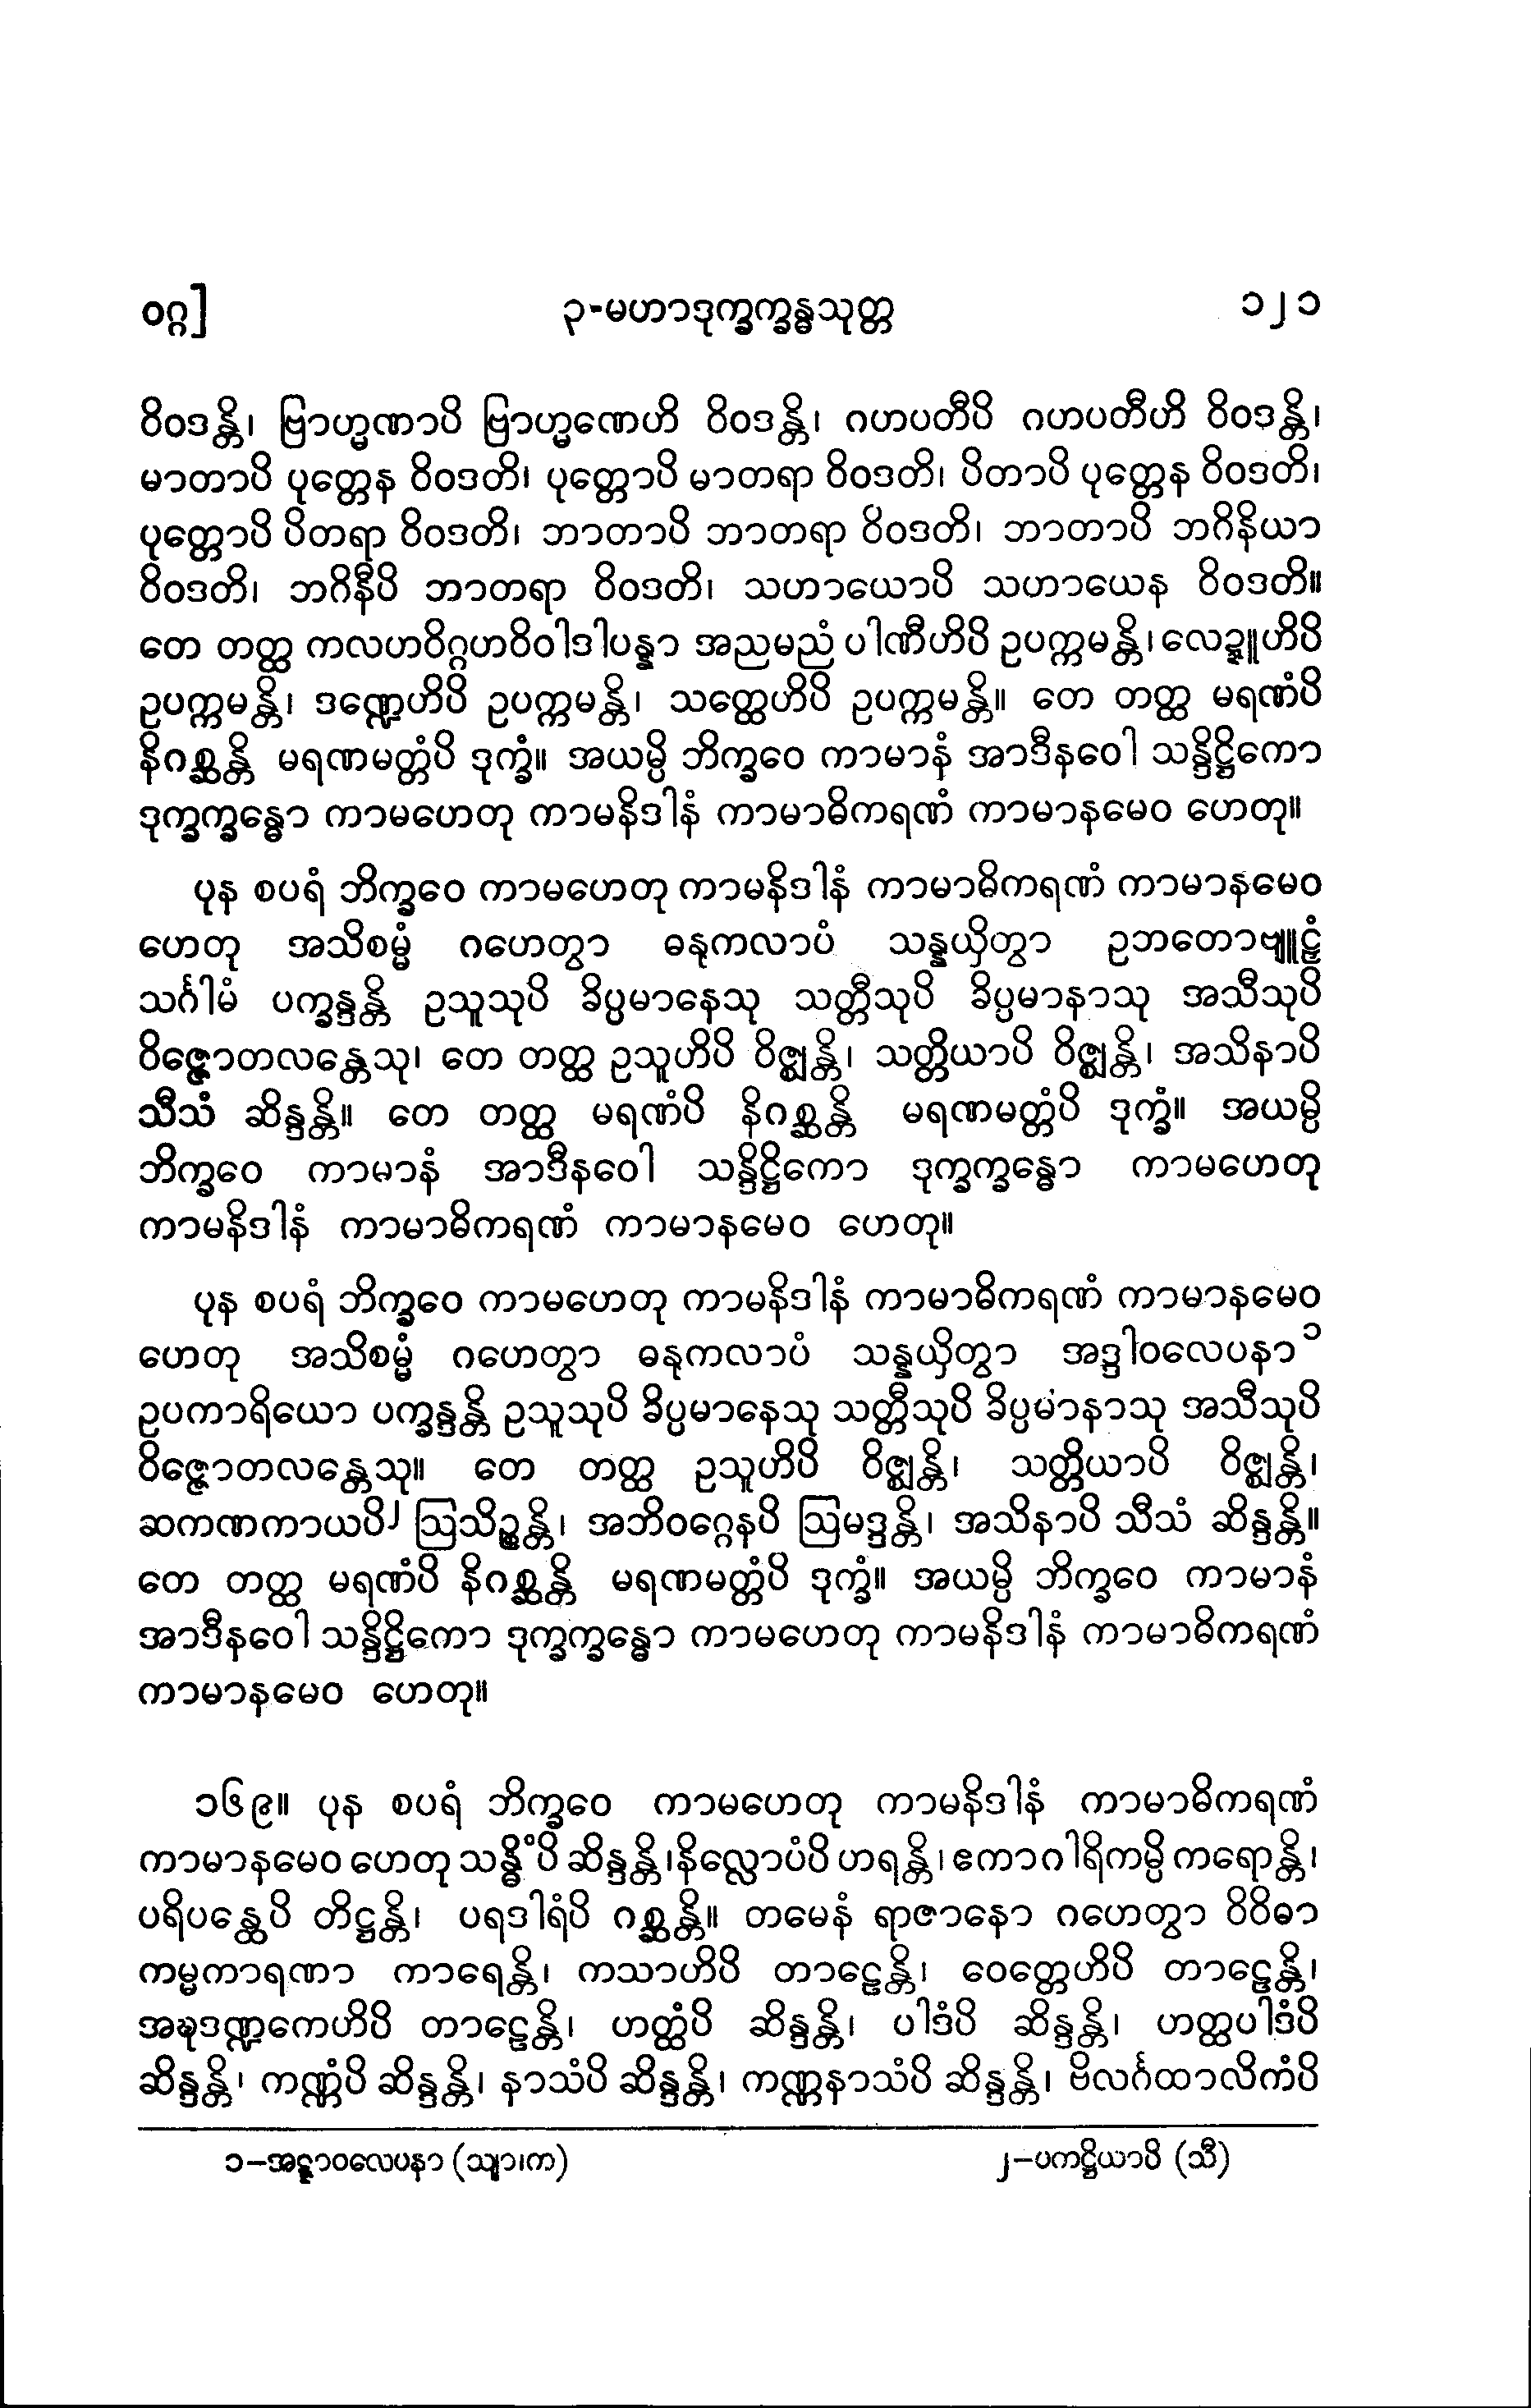 ဝဂ္ဂ] ၃-မဟာဒုက္ခက္ခန္ဓသုတ္တ ၁၂၁
ဝိဝဒန္တိ၊ ဗြာဟ္မဏာပိ ဗြာဟ္မဏေဟိ ဝိဝဒန္တိ၊ ဂဟပတီပိ ဂဟပတီဟိ ဝိဝဒန္တိ၊
မာတာပိ ပုတ္တေန ဝိဝဒတိ၊ ပုတ္တောပိ မာတရာ ဝိဝဒတိ၊ ပိတာပိ ပုတ္တေန ဝိဝဒတိ၊
ပုတ္တောပိ ပိတရာ ဝိဝဒတိ၊ ဘာတာပိ ဘာတရာ ဝိဝဒတိ၊ ဘာတာပိ ဘဂိနိယာ
ဝိဝဒတိ၊ ဘဂိနီပိ ဘာတရာ ဝိဝဒတိ၊ သဟာယောပိ သဟာယေန ဝိဝဒတိ။
တေ တတ္ထ ကလဟဝိဂ္ဂဟဝိဝါဒါပန္နာ အညမညံ ပါဏီဟိပိ ဥပက္ကမန္တိ၊ လေဍ္ဍူဟိပိ
ဥပက္ကမန္တိ၊ ဒဏ္ဍေဟိပိ ဥပက္ကမန္တိ၊ သတ္ထေဟိပိ ဥပက္ကမန္တိ။ တေ တတ္ထ မရဏံပိ
နိဂစ္ဆန္တိ မရဏမတ္တံပိ ဒုက္ခံ။ အယမ္ပိ ဘိက္ခဝေ ကာမာနံ အာဒီနဝေါ သန္ဒိဋ္ဌိကော
ဒုက္ခက္ခန္ဓော ကာမဟေတု ကာမနိဒါနံ ကာမာဓိကရဏံ ကာမာနမေဝ ဟေတု။
ပုန စပရံ ဘိက္ခဝေ ကာမဟေတု ကာမနိဒါနံ ကာမာဓိကရဏံ ကာမာနမေဝ
ဟေတု အသိစမ္မံ ဂဟေတွာ ဓနုကလာပံ သန္နယှိတွာ ဥဘတောဗျူဠှံ
သင်္ဂါမံ ပက္ခန္ဒန္တိ ဥသူသုပိ ခိပ္ပမာနေသု သတ္တီသုပိ ခိပ္ပမာနာသု အသီသုပိ
ဝိဇ္ဇောတလန္တေသု၊ တေ တတ္ထ ဥသူဟိပိ ဝိဇ္ဈန္တိ၊ သတ္တိယာပိ ဝိဇ္ဈန္တိ၊ အသိနာပိ
သီသံ ဆိန္ဒန္တိ။ တေ တတ္ထ မရဏံပိ နိဂစ္ဆန္တိ မရဏမတ္တံပိ ဒုက္ခံ။ အယမ္ပိ
ဘိက္ခဝေ ကာမာနံ အာဒီနဝေါ သန္ဒိဋ္ဌိကော ဒုက္ခက္ခန္ဓော ကာမဟေတု
ကာမနိဒါနံ ကာမာဓိကရဏံ ကာမာနမေဝ ဟေတု။
ပုန စပရံ ဘိက္ခဝေ ကာမဟေတု ကာမနိဒါနံ ကာမာဓိကရဏံ ကာမာနမေဝ
ဟေတု အသိစမ္မံ ဂဟေတွာ ဓနုကလာပံ သန္နယှိတွာ အဒ္ဒါဝလေပနာ၁
ဥပကာရိယော ပက္ခန္ဒန္တိ ဥသူသုပိ ခိပ္ပမာနေသု သတ္တီသုပိ ခိပ္ပမာနာသု အသီသုပိ
ဝိဇ္ဇောတလန္တေသု။ တေ တတ္ထ ဥသူဟိပိ ဝိဇ္ဈန္တိ၊ သတ္တိယာပိ ဝိဇ္ဈန္တိ၊
ဆကဏကာယပိ၂ ဩသိဉ္စန္တိ၊ အဘိဝဂ္ဂေနပိ ဩမဒ္ဒန္တိ၊ အသိနာပိ သီသံ ဆိန္ဒန္တိ။
တေ တတ္ထ မရဏံပိ နိဂစ္ဆန္တိ မရဏမတ္တံပိ ဒုက္ခံ။ အယမ္ပိ ဘိက္ခဝေ ကာမာနံ
အာဒီနဝေါ သန္ဒိဋ္ဌိကော ဒုက္ခက္ခန္ဓော ကာမဟေတု ကာမနိဒါနံ ကာမာဓိကရဏံ
ကာမာနမေဝ ဟေတု။
၁၆၉။ ပုန စပရံ ဘိက္ခဝေ ကာမဟေတု ကာမနိဒါနံ ကာမာဓိကရဏံ
ကာမာနမေဝ ဟေတု သန္ဓိံပိ ဆိန္ဒန္တိ၊ နိလ္လောပံပိ ဟရန္တိ၊ ဧကာဂါရိကမ္ပိ ကရောန္တိ၊
ပရိပန္ထေပိ တိဋ္ဌန္တိ၊ ပရဒါရံပိ ဂစ္ဆန္တိ။ တမေနံ ရာဇာနော ဂဟေတွာ ဝိဝိဓာ
ကမ္မကာရဏာ ကာရေန္တိ၊ ကသာဟိပိ တာဠေန္တိ၊ ဝေတ္တေဟိပိ တာဠေန္တိ၊
အဍ္ဎဒဏ္ဍကေဟိပိ တာဠေန္တိ၊ ဟတ္ထံပိ ဆိန္ဒန္တိ၊ ပါဒံပိ ဆိန္ဒန္တိ၊ ဟတ္ထပါဒံပိ
ဆိန္ဒန္တိ၊ ကဏ္ဏံပိ ဆိန္ဒန္တိ၊ နာသံပိ ဆိန္ဒန္တိ၊ ကဏ္ဏနာသံပိ ဆိန္ဒန္တိ၊ ဗိလင်္ဂထာလိကံပိ
၁–အဋ္ဋာဝလေပနာ (သျာ၊က) ၂–ပကဋ္ဌိယာပိ (သီ)